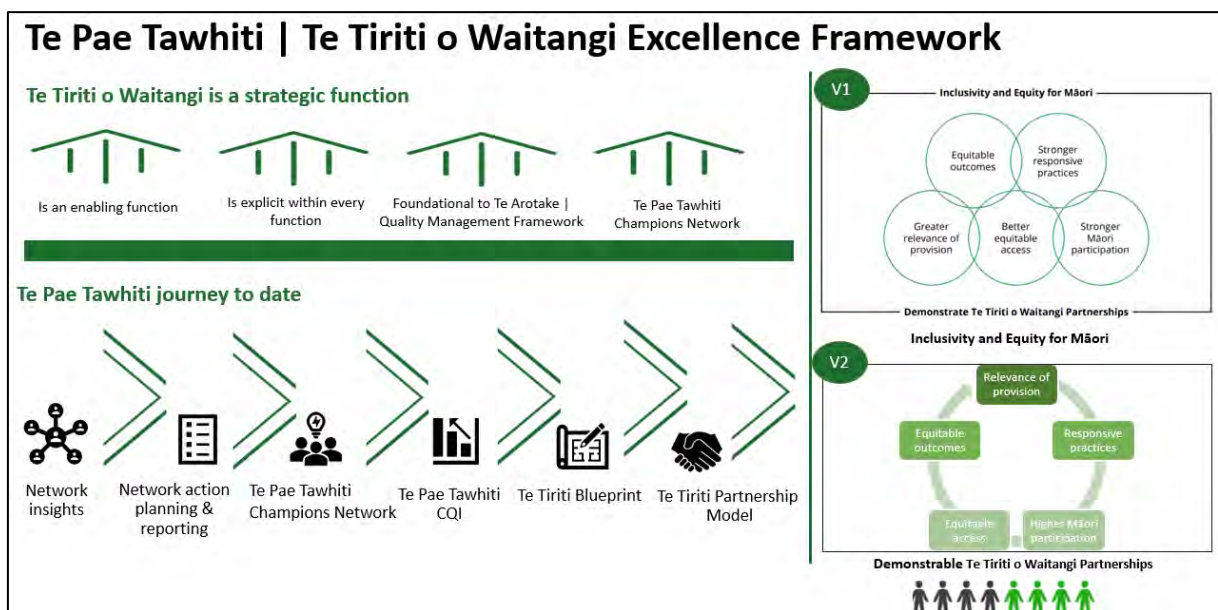 Te Pae Tawhiti | Te Tiriti o Waitangi Excellence Framework
Te Tiriti o Waitangi is a strategic function
Is an enabling function
Is explicit within every
function
Foundational to Te Arotake |
Quality Management Framework
Te Pae Tawhiti
Champions Network
Te Pae Tawhiti journey to date
Network
insights
Network action
planning &
reporting
Te Pae Tawhiti
Champions Network
Te Pae Tawhiti
CQI
Te Tiriti Blueprint
Te Tiriti Partnership
Model
V1
Inclusivity and Equity for Māori
Equitable
outcomes
Stronger
responsive
practices
Greater
relevance of
provision
Better
equitable
access
Stronger
Māori
participation
Demonstrate Te Tiriti o Waitangi Partnerships
Inclusivity and Equity for Māori
V2
Relevance of
provision
Equitable
outcomes
Responsive
practices
Equitable
access
Higher Māori
participation
Demonstrable Te Tiriti o Waitangi Partnerships